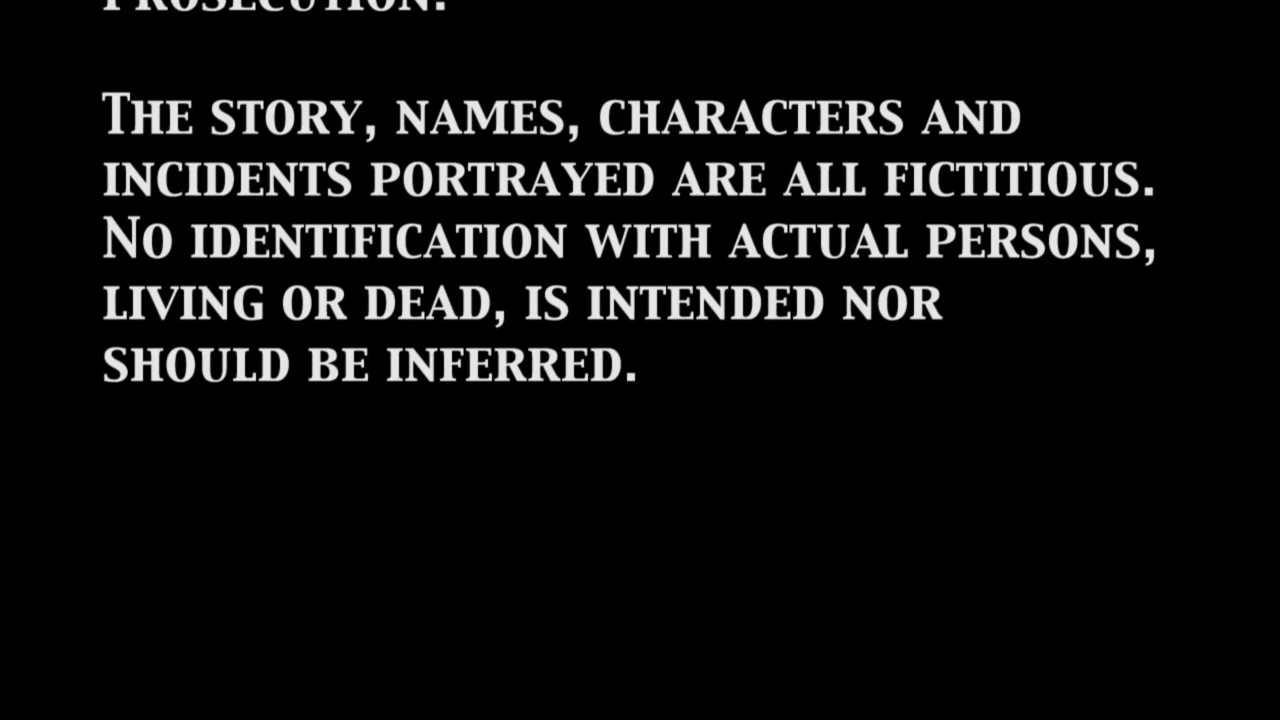 PROSECUTION.
THE STORY, NAMES, CHARACTERS AND
INCIDENTS PORTRAYED ARE ALL FICTITIOUS.
NO IDENTIFICATION WITH ACTUAL PERSONS,
LIVING OR DEAD, IS INTENDED NOR
SHOULD BE INFERRED.